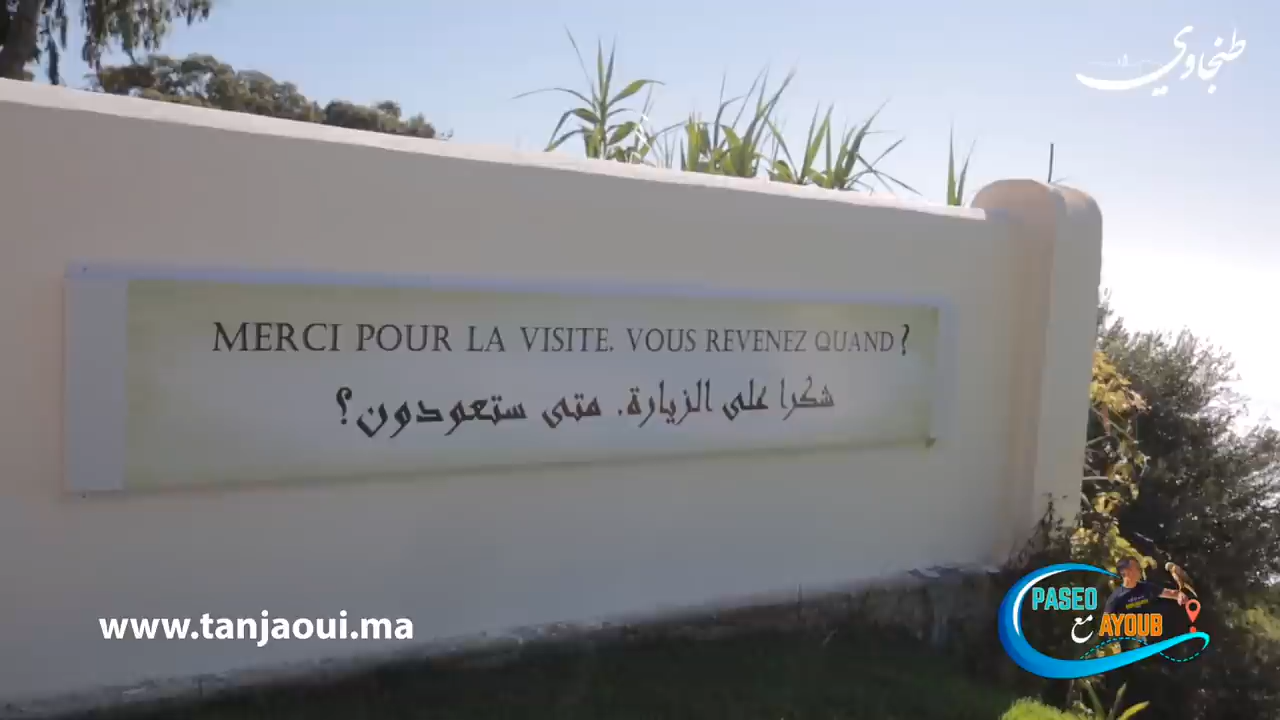 طنجاوي
MERCI POUR LA VISITE. VOUS REVENEZ QUAND?
شكرا على الزيارة. متى ستعودون؟
www.tanjaoui.ma
PASEO
مع AYOUB